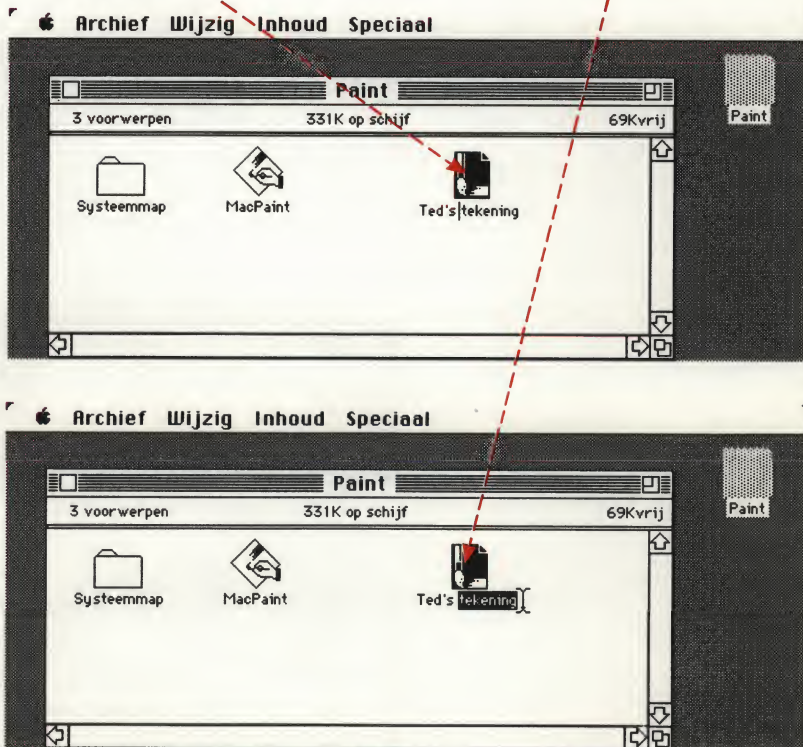 Archief Wijzig Inhoud Speciaal
Paint
3 voorwerpen 331K op schijf 69Kvrij
Paint
Systeemmap MacPaint Ted's tekening
Archief Wijzig Inhoud Speciaal
Paint
3 voorwerpen 331K op schijf 69Kvrij
Paint
Systeemmap MacPaint Ted's tekening